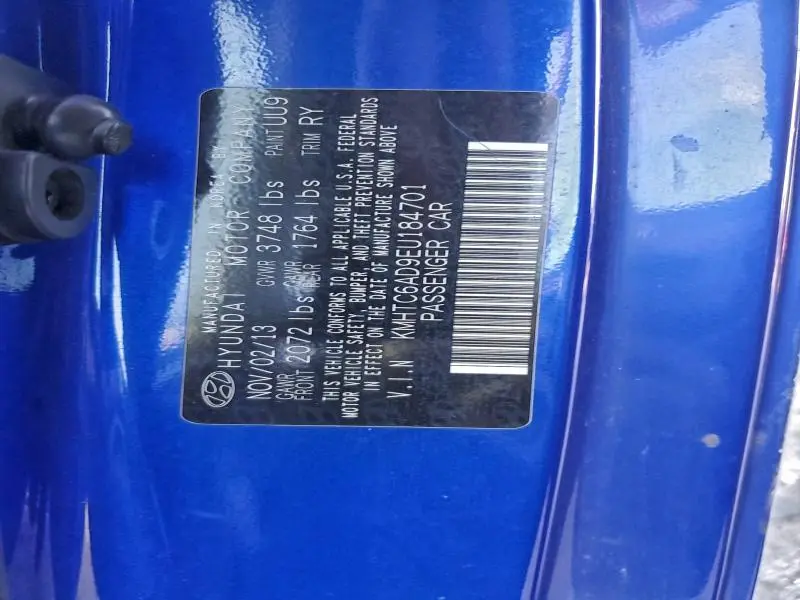 MANUFACTURED IN KOREA BY
HYUNDAI MOTOR COMPANY
NOV/02/13 GVWR 3748 lbs PAINT UU9
GAWR FRONT 2072 lbs GAWR REAR 1764 lbs TRIM RY
THIS VEHICLE CONFORMS TO ALL APPLICABLE U.S.A. FEDERAL
MOTOR VEHICLE SAFETY, BUMPER, AND THEFT PREVENTION STANDARDS
IN EFFECT ON THE DATE OF MANUFACTURE SHOWN ABOVE
V.I.N KMHTC6AD9EU184701
PASSENGER CAR